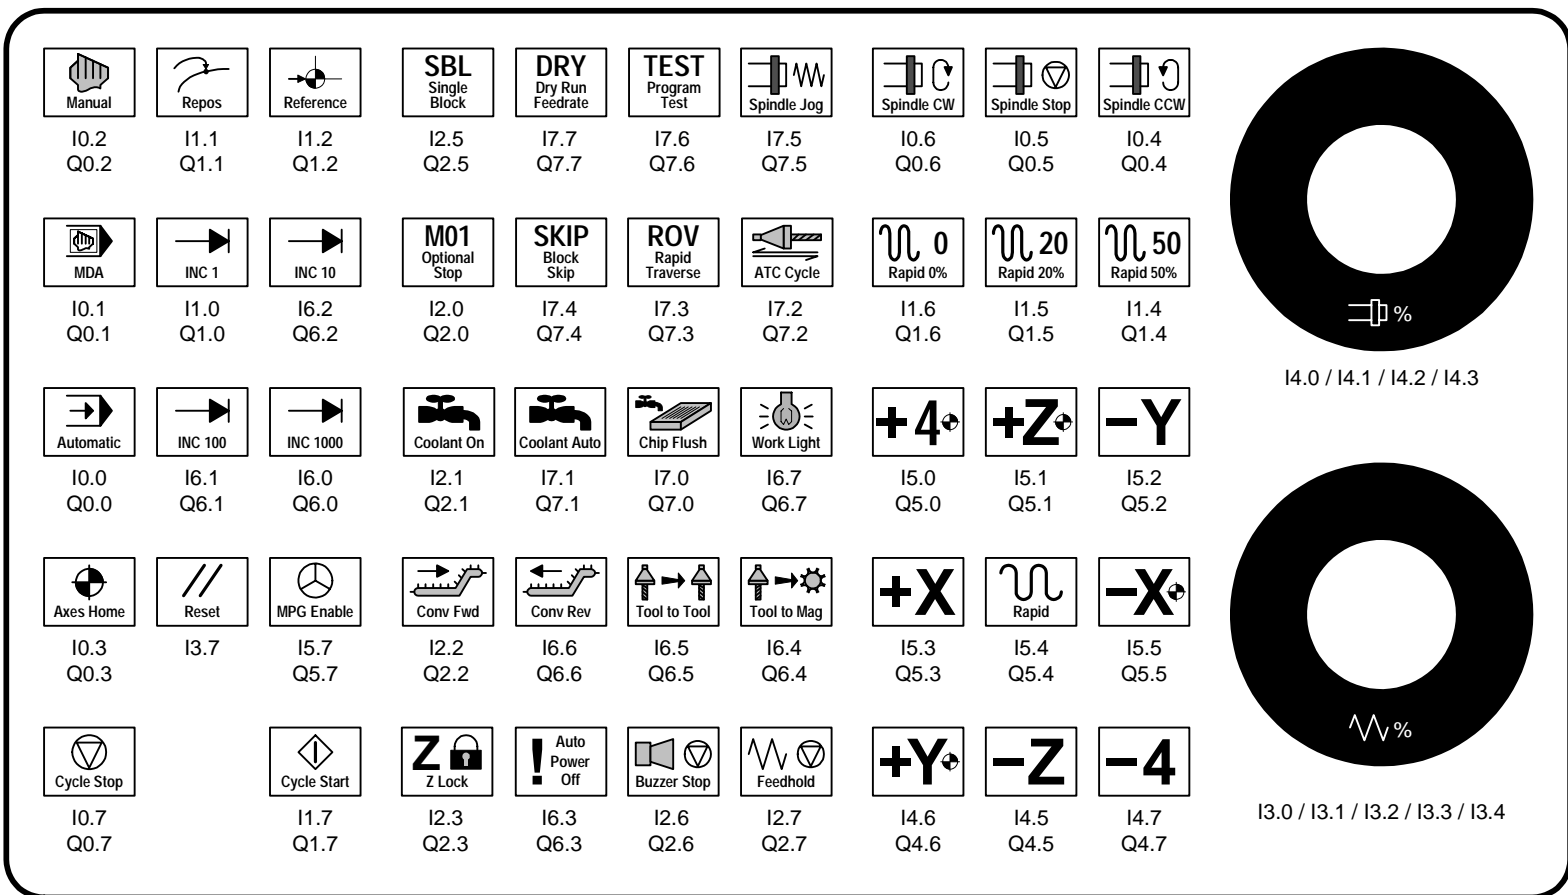 Manual Repos Reference SBL Single Block DRY Dry Run Feedrate TEST Program Test Spindle Jog Spindle CW Spindle Stop Spindle CCW
I0.2 I1.1 I1.2 I2.5 I7.7 I7.6 I7.5 I0.6 I0.5 I0.4
Q0.2 Q1.1 Q1.2 Q2.5 Q7.7 Q7.6 Q7.5 Q0.6 Q0.5 Q0.4
MDA INC 1 INC 10 M01 Optional Stop SKIP Block Skip ROV Rapid Traverse ATC Cycle 0 Rapid 0% 20 Rapid 20% 50 Rapid 50%
I0.1 I1.0 I6.2 I2.0 I7.4 I7.3 I7.2 I1.6 I1.5 I1.4
Q0.1 Q1.0 Q6.2 Q2.0 Q7.4 Q7.3 Q7.2 Q1.6 Q1.5 Q1.4
%
I4.0 / I4.1 / I4.2 / I4.3
Automatic INC 100 INC 1000 Coolant On Coolant Auto Chip Flush Work Light +4 +Z -Y
I0.0 I6.1 I6.0 I2.1 I7.1 I7.0 I6.7 I5.0 I5.1 I5.2
Q0.0 Q6.1 Q6.0 Q2.1 Q7.1 Q7.0 Q6.7 Q5.0 Q5.1 Q5.2
Axes Home Reset MPG Enable Conv Fwd Conv Rev Tool to Tool Tool to Mag +X Rapid -X
I0.3 I3.7 I5.7 I2.2 I6.6 I6.5 I6.4 I5.3 I5.4 I5.5
Q0.3 Q5.7 Q2.2 Q6.6 Q6.5 Q6.4 Q5.3 Q5.4 Q5.5
%
Cycle Stop Cycle Start Z Z Lock ! Auto Power Off Buzzer Stop Feedhold +Y -Z -4
I0.7 I1.7 I2.3 I6.3 I2.6 I2.7 I4.6 I4.5 I4.7
Q0.7 Q1.7 Q2.3 Q6.3 Q2.6 Q2.7 Q4.6 Q4.5 Q4.7
I3.0 / I3.1 / I3.2 / I3.3 / I3.4